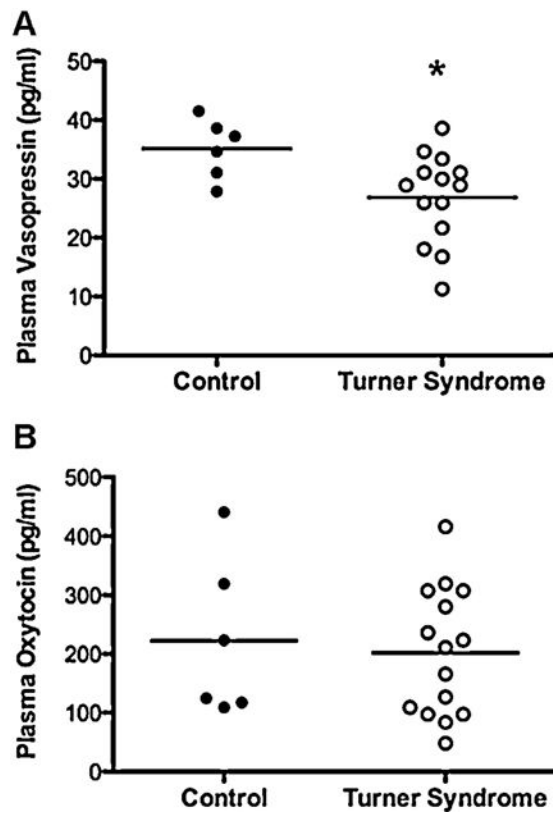 A
Plasma Vasopressin (pg/ml)
50
40
30
20
10
0
*
Control Turner Syndrome
B
Plasma Oxytocin (pg/ml)
500
400
300
200
100
0
Control Turner Syndrome